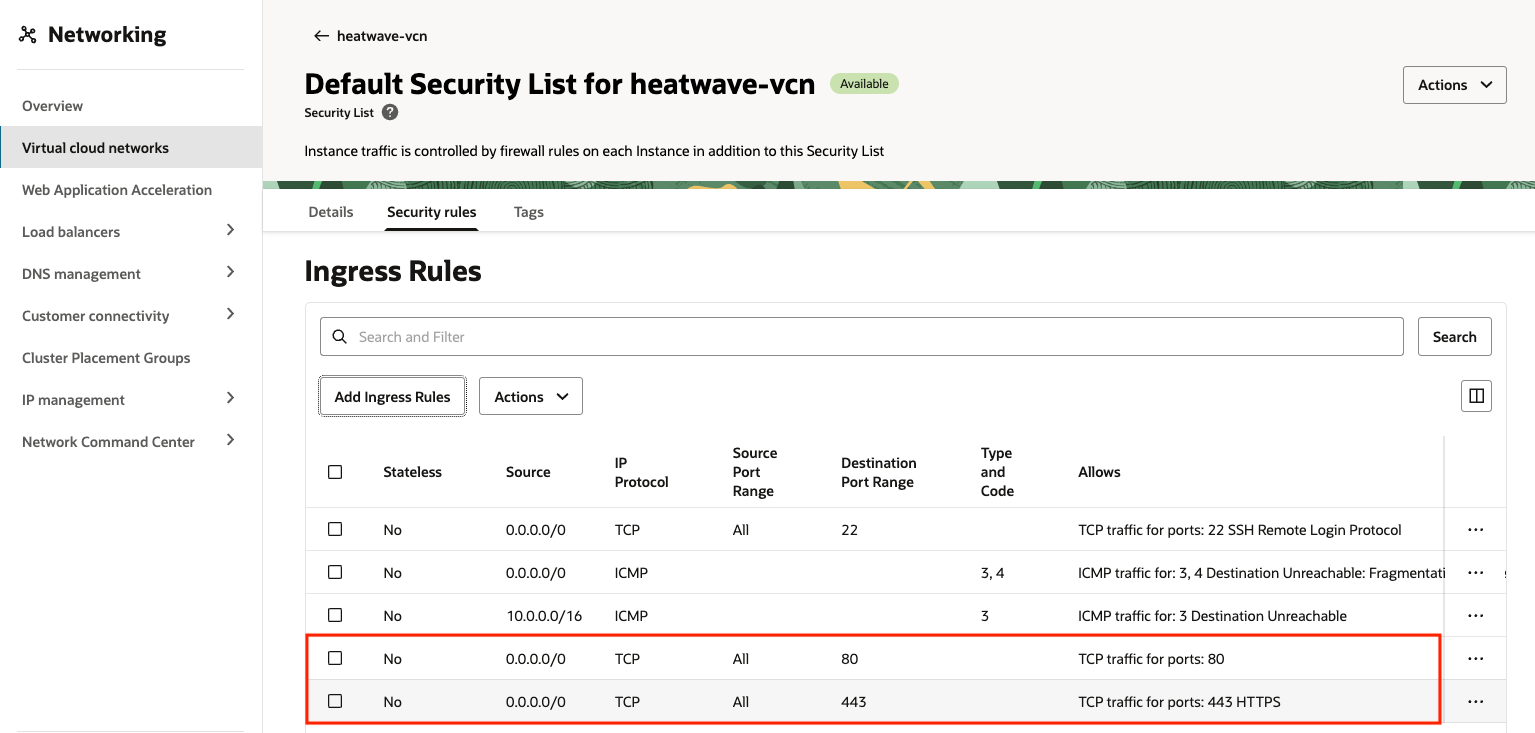 Networking
Overview
Virtual cloud networks
Web Application Acceleration
Load balancers
DNS management
Customer connectivity
Cluster Placement Groups
IP management
Network Command Center
heatwave-vcn
Default Security List for heatwave-vcn Available
Security List ?
Instance traffic is controlled by firewall rules on each Instance in addition to this Security List
Actions
Details Security rules Tags
Ingress Rules
Search and Filter Search
Add Ingress Rules Actions
Stateless Source IP Protocol Source Port Range Destination Port Range Type and Code Allows
No 0.0.0.0/0 TCP All 22 TCP traffic for ports: 22 SSH Remote Login Protocol ...
No 0.0.0.0/0 ICMP 3, 4 ICMP traffic for: 3, 4 Destination Unreachable: Fragmentati ...
No 10.0.0.0/16 ICMP 3 ICMP traffic for: 3 Destination Unreachable ...
No 0.0.0.0/0 TCP All 80 TCP traffic for ports: 80 ...
No 0.0.0.0/0 TCP All 443 TCP traffic for ports: 443 HTTPS ...